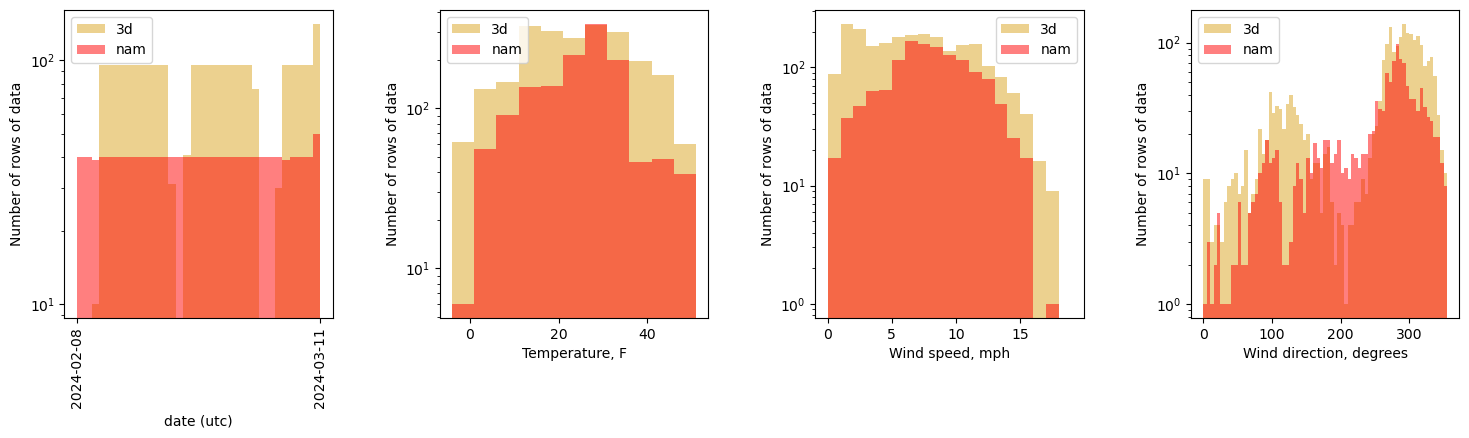 3d
nam
Number of rows of data
10²
10¹
2024-02-08
2024-03-11
date (utc)
3d
nam
Number of rows of data
10²
10¹
0
20
40
Temperature, F
3d
nam
Number of rows of data
10²
10¹
10⁰
0
5
10
15
Wind speed, mph
3d
nam
Number of rows of data
10²
10¹
10⁰
0
100
200
300
Wind direction, degrees